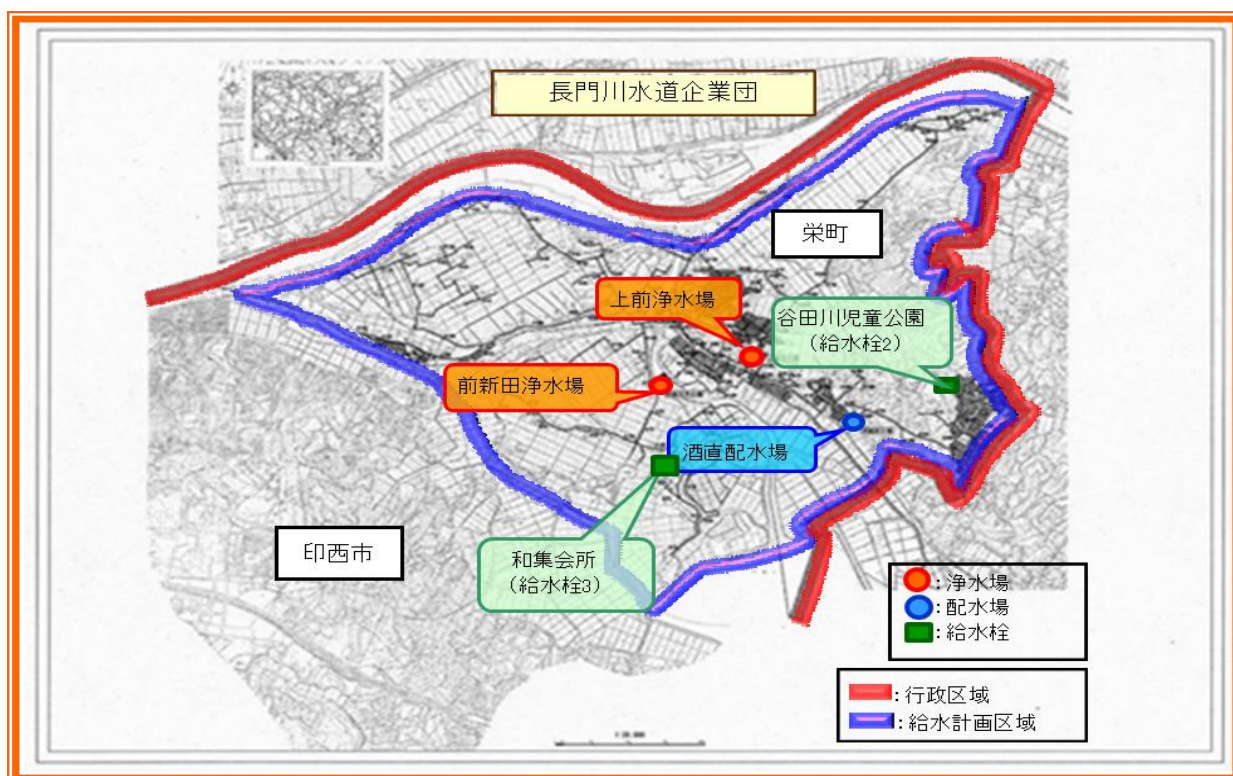 長門川水道企業団
栄町
上前浄水場
谷田川児童公園
（給水栓2）
前新田浄水場
酒直配水場
和集会所
（給水栓3）
印西市
：浄水場
：配水場
：給水栓
：行政区域
：給水計画区域